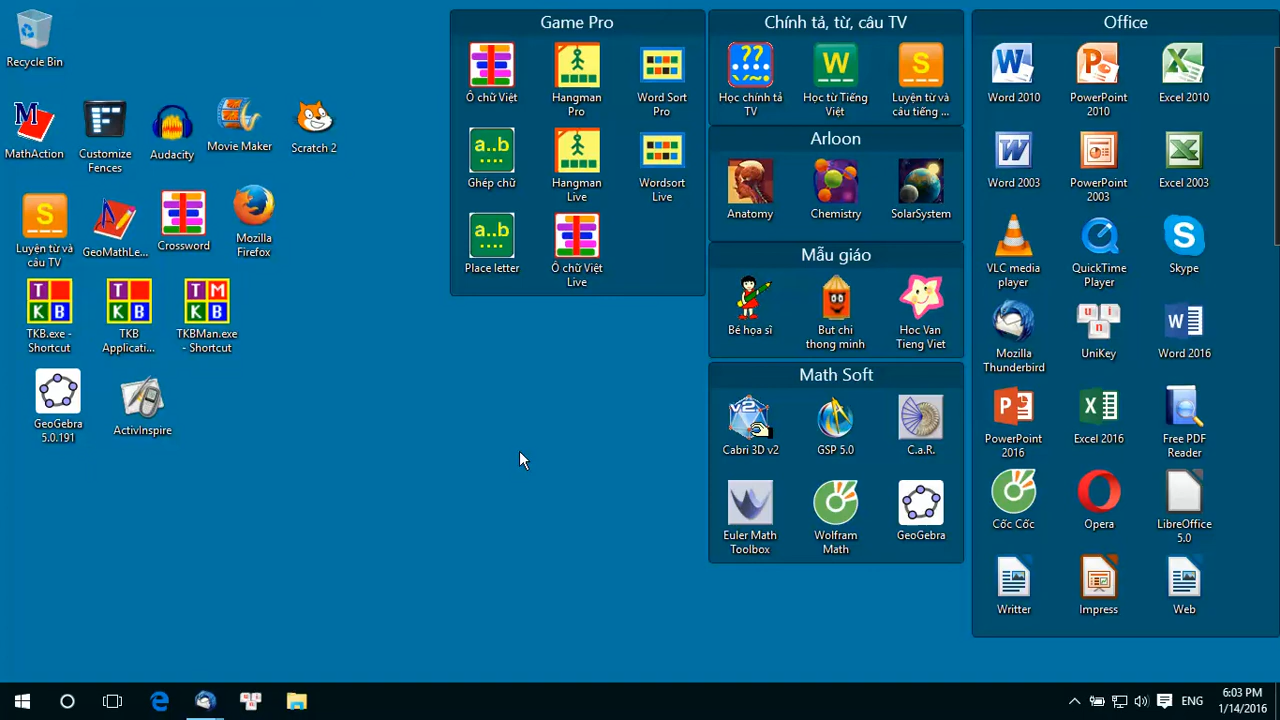 Recycle Bin
MathAction
Customize
Fences
Audacity
Movie Maker
Scratch 2
Luyện từ và
câu TV
GeoMathLe...
Crossword
Mozilla
Firefox
TKB.exe -
Shortcut
TKB
Applicati...
TKBMan.exe
- Shortcut
GeoGebra
5.0.191
ActivInspire
Game Pro
Ô chữ Việt
Hangman
Pro
Word Sort
Pro
Ghép chữ
Hangman
Live
Wordsort
Live
Place letter
Ô chữ Việt
Live
Chính tả, từ, câu TV
Học chính tả
TV
Học từ Tiếng
Việt
Luyện từ và
câu tiếng ...
Arloon
Anatomy
Chemistry
SolarSystem
Mẫu giáo
Bé họa sĩ
But chi
thong minh
Hoc Van
Tieng Viet
Math Soft
Cabri 3D v2
GSP 5.0
C.a.R.
Euler Math
Toolbox
Wolfram
Math
GeoGebra
Office
Word 2010
PowerPoint
2010
Excel 2010
Word 2003
PowerPoint
2003
Excel 2003
VLC media
player
QuickTime
Player
Skype
Mozilla
Thunderbird
UniKey
Word 2016
PowerPoint
2016
Excel 2016
Free PDF
Reader
Cốc Cốc
Opera
LibreOffice
5.0
Writter
Impress
Web
ENG
6:03 PM
1/14/2016